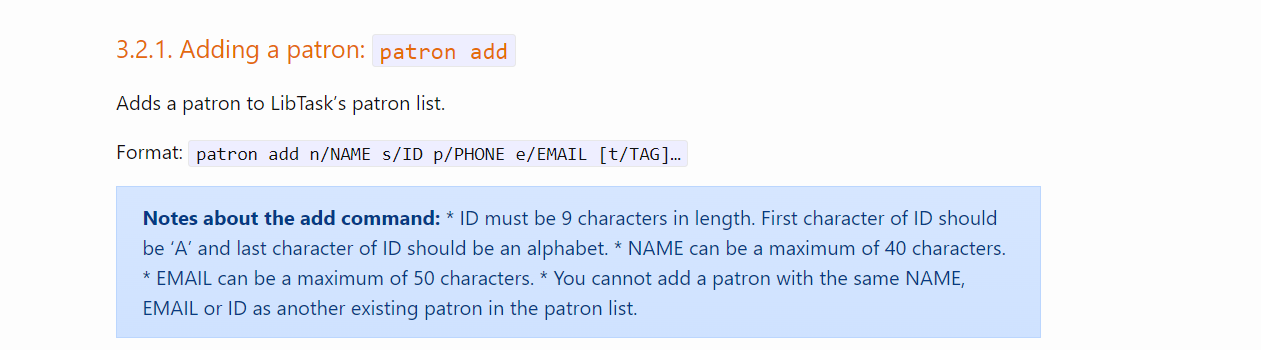 3.2.1. Adding a patron: patron add
Adds a patron to LibTask’s patron list.
Format: patron add n/NAME s/ID p/PHONE e/EMAIL [t/TAG]…
Notes about the add command: * ID must be 9 characters in length. First character of ID should
be ‘A’ and last character of ID should be an alphabet. * NAME can be a maximum of 40 characters.
* EMAIL can be a maximum of 50 characters. * You cannot add a patron with the same NAME,
EMAIL or ID as another existing patron in the patron list.